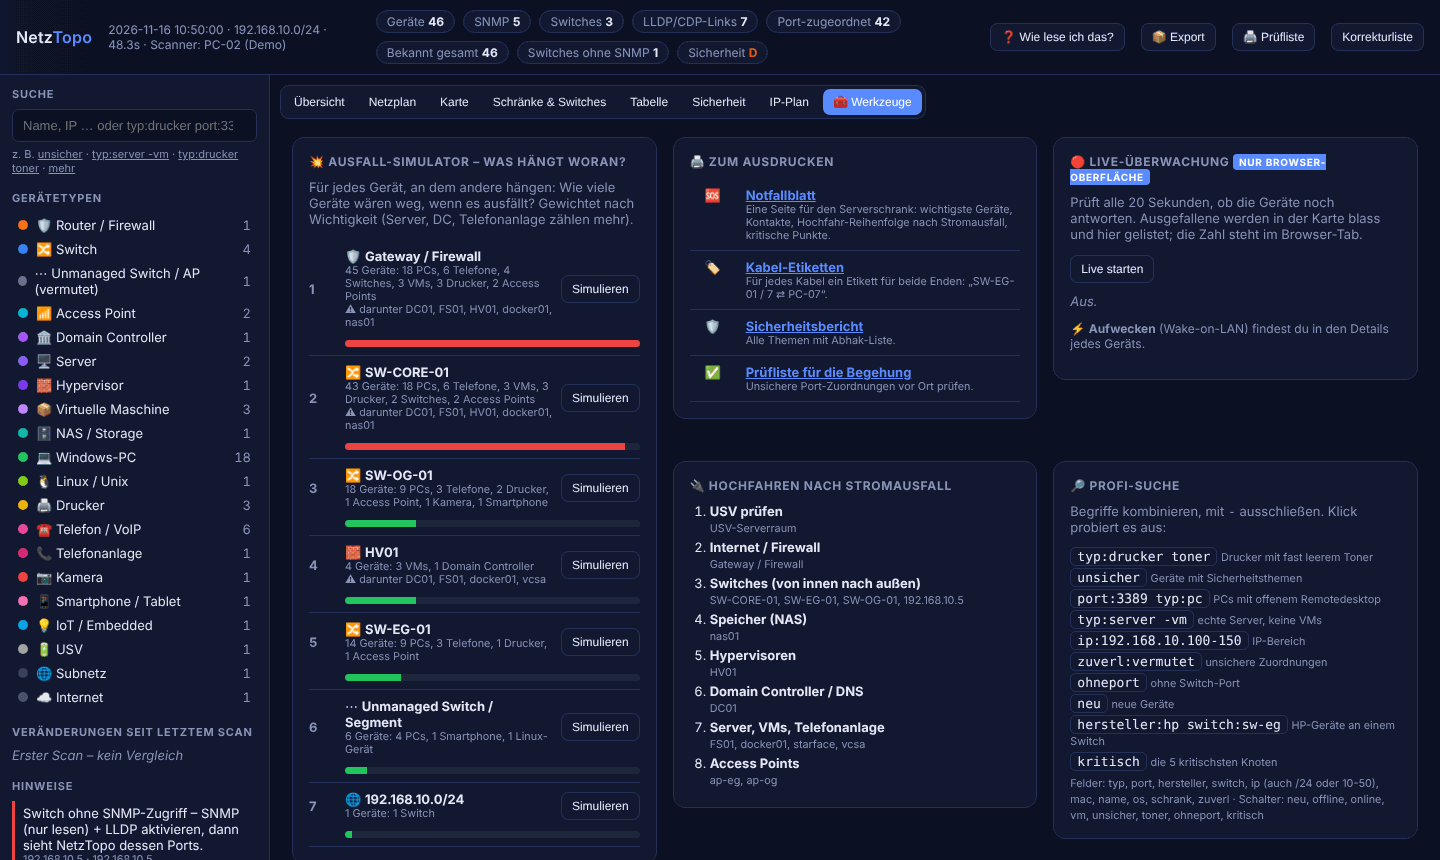 NetzTopo
2026-11-16 10:50:00 · 192.168.10.0/24 ·
48.3s · Scanner: PC-02 (Demo)
Geräte 46
SNMP 5
Switches 3
LLDP/CDP-Links 7
Port-zugeordnet 42
Bekannt gesamt 46
Switches ohne SNMP 1
Sicherheit D
❓ Wie lese ich das?
📦 Export
🖨️ Prüfliste
Korrekturliste
SUCHE
Name, IP … oder typ:drucker port:33
z. B. unsicher · typ:server -vm · typ:drucker
toner · mehr
GERÄTETYPEN
Router / Firewall 1
Switch 4
··· Unmanaged Switch / AP
(vermutet) 1
Access Point 2
Domain Controller 1
Server 2
Hypervisor 1
Virtuelle Maschine 3
NAS / Storage 1
Windows-PC 18
Linux / Unix 1
Drucker 3
Telefon / VoIP 6
Telefonanlage 1
Kamera 1
Smartphone / Tablet 1
IoT / Embedded 1
USV 1
Subnetz 1
Internet 1
VERÄNDERUNGEN SEIT LETZTEM SCAN
Erster Scan – kein Vergleich
HINWEISE
Switch ohne SNMP-Zugriff – SNMP
(nur lesen) + LLDP aktivieren, dann
sieht NetzTopo dessen Ports.
192.168.10.5 · 192.168.10.5
Übersicht
Netzplan
Karte
Schränke & Switches
Tabelle
Sicherheit
IP-Plan
🧰 Werkzeuge
💥 AUSFALL-SIMULATOR – WAS HÄNGT WORAN?
Für jedes Gerät, an dem andere hängen: Wie viele
Geräte wären weg, wenn es ausfällt? Gewichtet nach
Wichtigkeit (Server, DC, Telefonanlage zählen mehr).
1
Gateway / Firewall
45 Geräte: 18 PCs, 6 Telefone, 4
Switches, 3 VMs, 3 Drucker, 2 Access
Points
⚠ darunter DC01, FS01, HV01, docker01,
nas01
Simulieren
2
SW-CORE-01
43 Geräte: 18 PCs, 6 Telefone, 3 VMs, 3
Drucker, 2 Switches, 2 Access Points
⚠ darunter DC01, FS01, HV01, docker01,
nas01
Simulieren
3
SW-OG-01
18 Geräte: 9 PCs, 3 Telefone, 2 Drucker,
1 Access Point, 1 Kamera, 1 Smartphone
Simulieren
4
HV01
4 Geräte: 3 VMs, 1 Domain Controller
⚠ darunter DC01, FS01, docker01, vcsa
Simulieren
5
SW-EG-01
14 Geräte: 9 PCs, 3 Telefone, 1 Drucker,
1 Access Point
Simulieren
6
··· Unmanaged Switch /
Segment
6 Geräte: 4 PCs, 1 Smartphone, 1 Linux-
Gerät
Simulieren
7
192.168.10.0/24
1 Geräte: 1 Switch
Simulieren
🖨️ ZUM AUSDRUCKEN
🆘 Notfallblatt
Eine Seite für den Serverschrank: wichtigste Geräte,
Kontakte, Hochfahr-Reihenfolge nach Stromausfall,
kritische Punkte.
Kabel-Etiketten
Für jedes Kabel ein Etikett für beide Enden: „SW-EG-
01 / 7 ⇄ PC-07“.
Sicherheitsbericht
Alle Themen mit Abhak-Liste.
Prüfliste für die Begehung
Unsichere Port-Zuordnungen vor Ort prüfen.
🔴 LIVE-ÜBERWACHUNG NUR BROWSER-
OBERFLÄCHE
Prüft alle 20 Sekunden, ob die Geräte noch
antworten. Ausgefallene werden in der Karte blass
und hier gelistet; die Zahl steht im Browser-Tab.
Live starten
Aus.
⚡ Aufwecken (Wake-on-LAN) findest du in den Details
jedes Geräts.
🔌 HOCHFAHREN NACH STROMAUSFALL
1. USV prüfen
USV-Serverraum
2. Internet / Firewall
Gateway / Firewall
3. Switches (von innen nach außen)
SW-CORE-01, SW-EG-01, SW-OG-01, 192.168.10.5
4. Speicher (NAS)
nas01
5. Hypervisoren
HV01
6. Domain Controller / DNS
DC01
7. Server, VMs, Telefonanlage
FS01, docker01, starface, vcsa
8. Access Points
ap-eg, ap-og
🔎 PROFI-SUCHE
Begriffe kombinieren, mit - ausschließen. Klick
probiert es aus:
typ:drucker toner Drucker mit fast leerem Toner
unsicher Geräte mit Sicherheitsthemen
port:3389 typ:pc PCs mit offenem Remotedesktop
typ:server -vm echte Server, keine VMs
ip:192.168.10.100-150 IP-Bereich
zuverl:vermutet unsichere Zuordnungen
ohneport ohne Switch-Port
neu neue Geräte
hersteller:hp switch:sw-eg HP-Geräte an einem
Switch
kritisch die 5 kritischsten Knoten
Felder: typ, port, hersteller, switch, ip (auch /24 oder 10-50),
mac, name, os, schrank, zuverl · Schalter: neu, offline, online,
vm, unsicher, toner, ohneport, kritisch